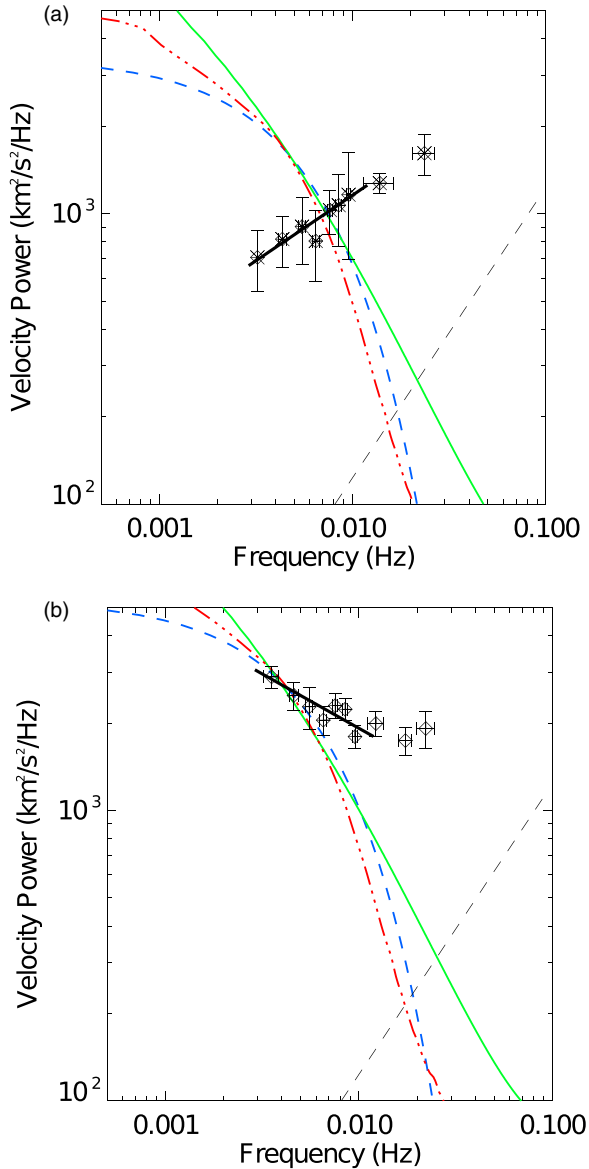 (a)
10³
10²
Velocity Power (km²/s²/Hz)
0.001
0.010
0.100
Frequency (Hz)
(b)
10³
10²
Velocity Power (km²/s²/Hz)
0.001
0.010
0.100
Frequency (Hz)